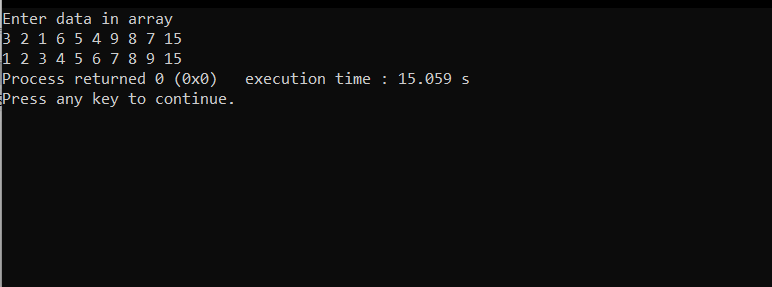 Enter data in array
3 2 1 6 5 4 9 8 7 15
1 2 3 4 5 6 7 8 9 15
Process returned 0 (0x0)   execution time : 15.059 s
Press any key to continue.